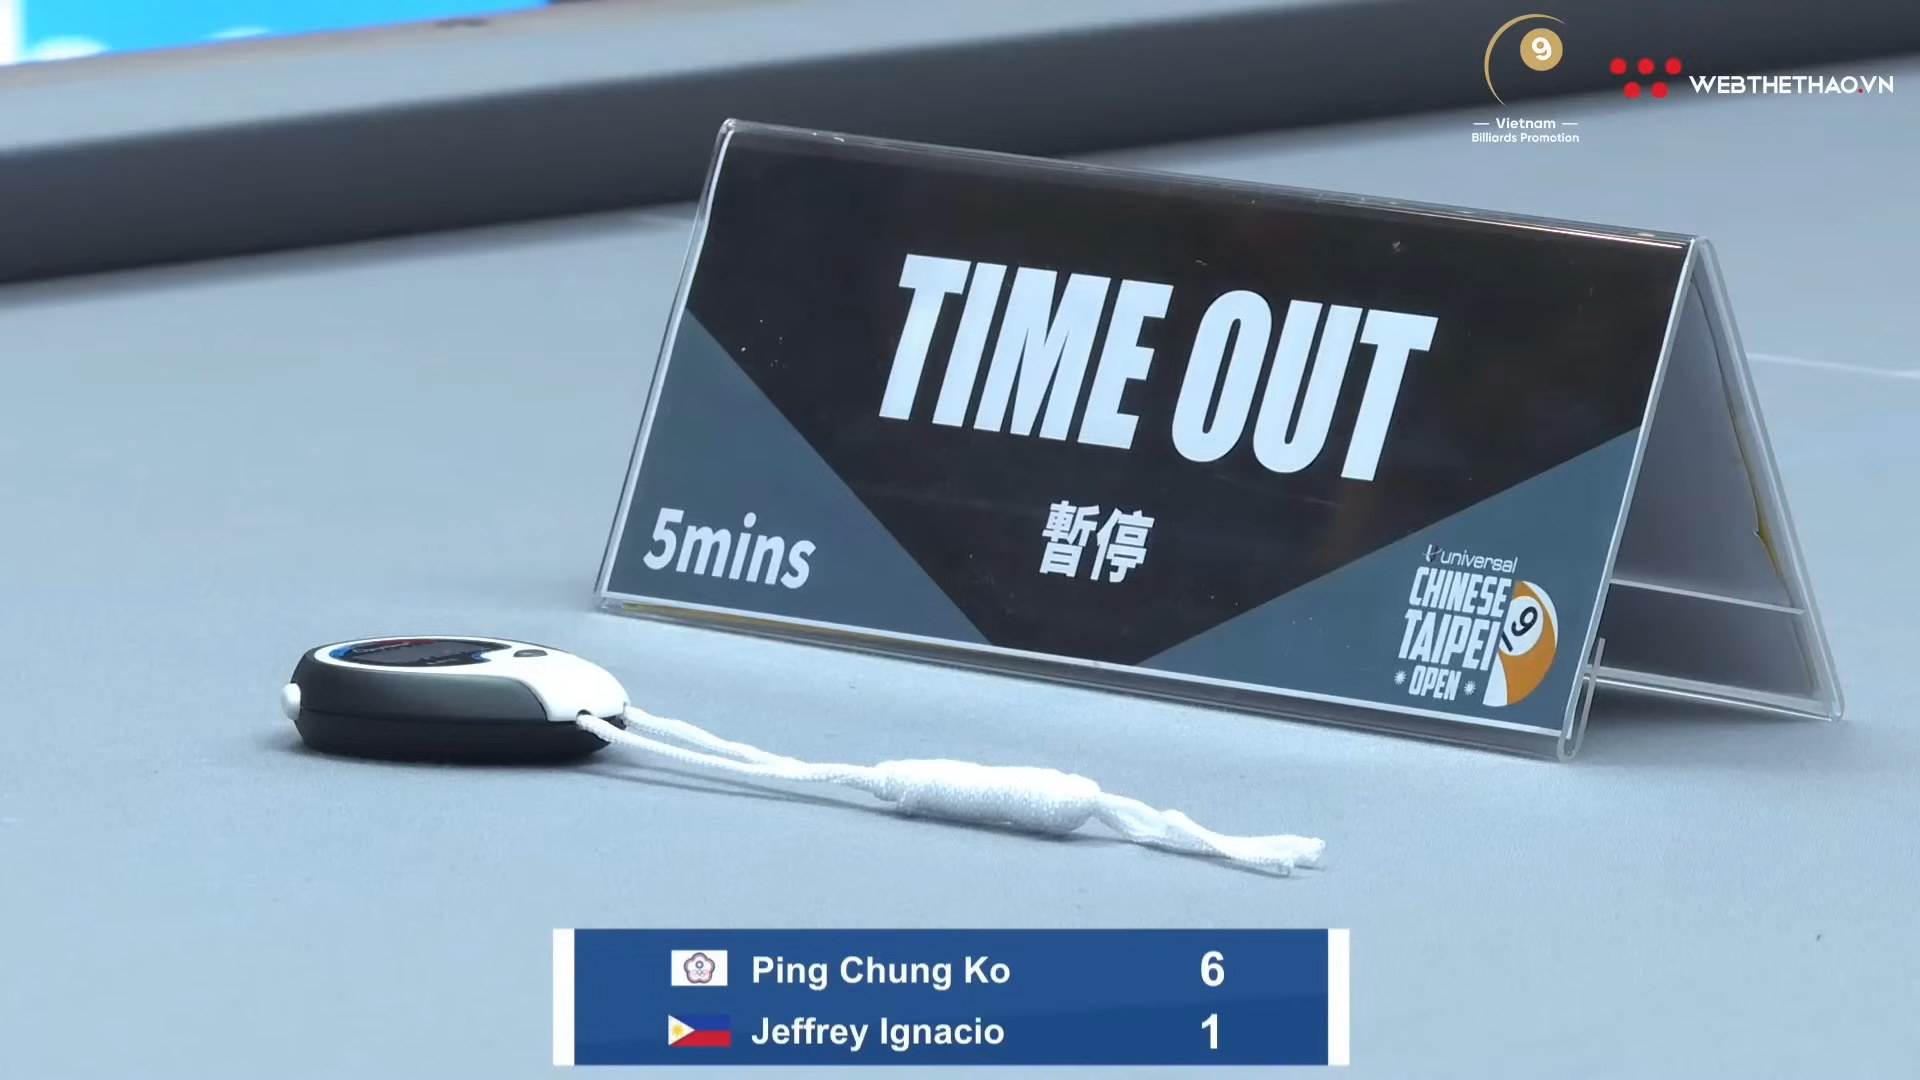 9
Vietnam
Billiards Promotion
WEBTHETHAO.VN
TIME OUT
暫停
5mins
universal
CHINESE
TAIPEI
OPEN
9
Ping Chung Ko 6
Jeffrey Ignacio 1